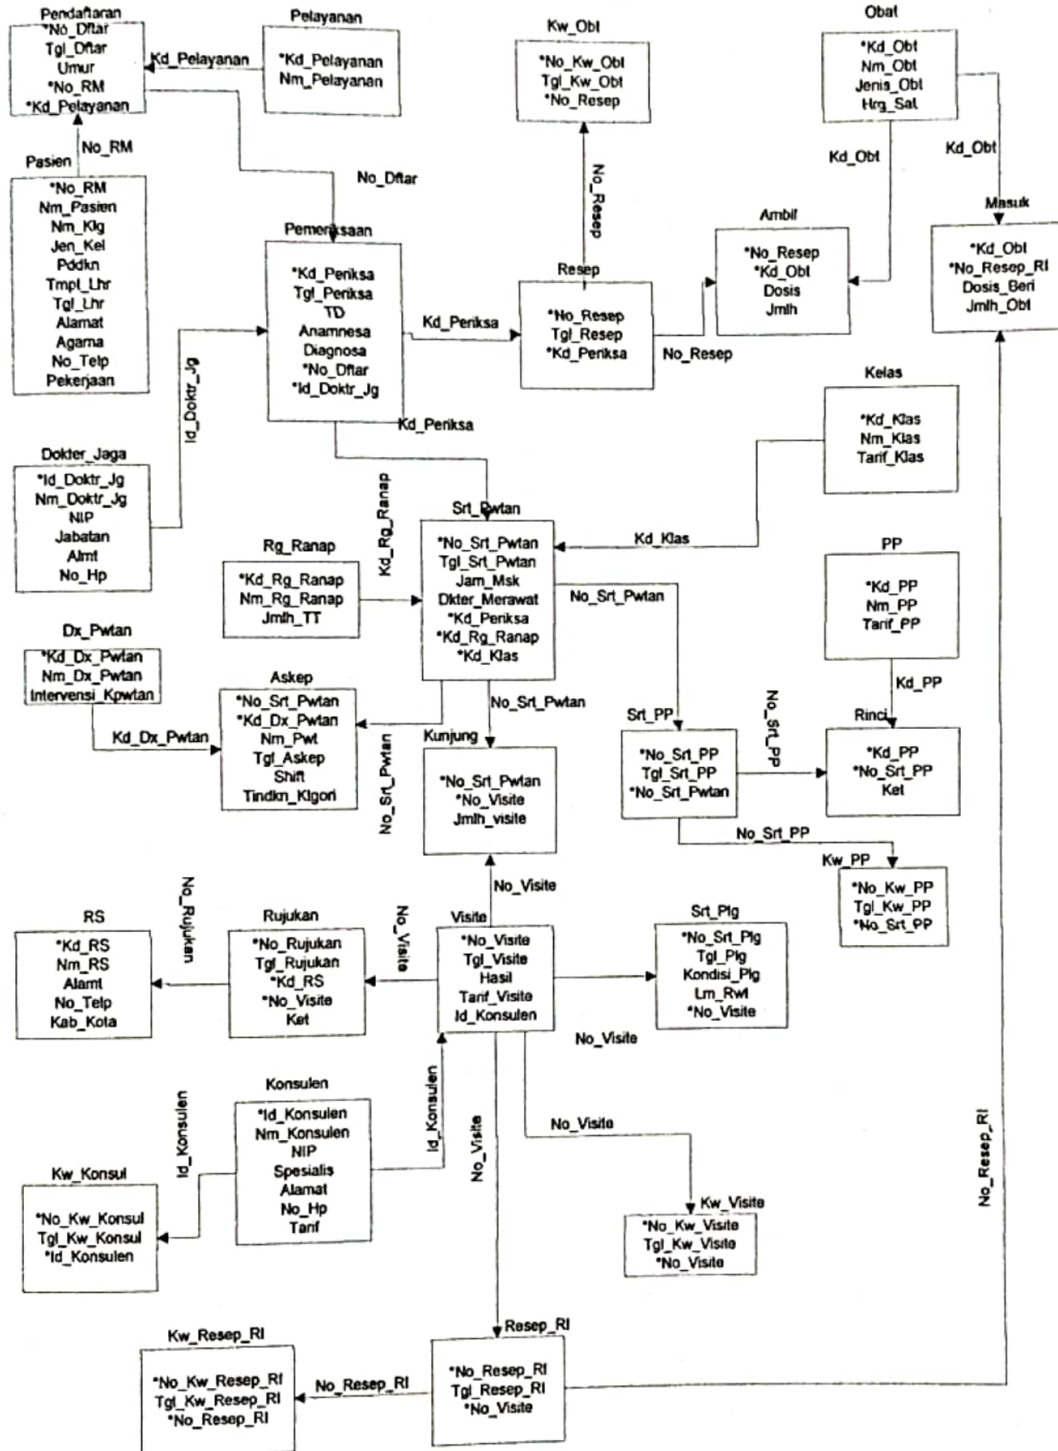 Pendaftaran
*No_Dftar
Tgl_Dftar
Umur
*No_RM
*Kd_Pelayanan
Kd_Pelayanan
Pelayanan
*Kd_Pelayanan
Nm_Pelayanan
Kw_Obt
*No_Kw_Obt
Tgl_Kw_Obt
*No_Resep
Obat
*Kd_Obt
Nm_Obt
Jenis_Obt
Hrg_Sat
No_RM
No_Dftar
No_Resep
Kd_Obt
Kd_Obt
Pasien
*No_RM
Nm_Pasien
Nm_Klg
Jen_Kel
Pddkn
Tmpt_Lhr
Tgl_Lhr
Alamat
Agama
No_Telp
Pekerjaan
Pemeriksaan
*Kd_Periksa
Tgl_Periksa
TD
Anamnesa
Diagnosa
*No_Dftar
*Id_Doktr_Jg
Kd_Periksa
Resep
*No_Resep
Tgl_Resep
*Kd_Periksa
No_Resep
Ambil
*No_Resep
*Kd_Obt
Dosis
Jmlh
Masuk
*Kd_Obt
*No_Resep_RI
Dosis_Beri
Jmlh_Obt
Id_Doktr_Jg
Kd_Periksa
Kelas
*Kd_Klas
Nm_Klas
Tarif_Klas
Dokter_Jaga
*Id_Doktr_Jg
Nm_Doktr_Jg
NIP
Jabatan
Almt
No_Hp
Kd_Rg_Ranap
Rg_Ranap
*Kd_Rg_Ranap
Nm_Rg_Ranap
Jmlh_TT
Srt_Pwtan
*No_Srt_Pwtan
Tgl_Srt_Pwtan
Jam_Msk
Dkter_Merawat
*Kd_Periksa
*Kd_Rg_Ranap
*Kd_Klas
Kd_Klas
No_Srt_Pwtan
PP
*Kd_PP
Nm_PP
Tarif_PP
Kd_PP
Dx_Pwtan
*Kd_Dx_Pwtan
Nm_Dx_Pwtan
Intervensi_Kpwtan
Kd_Dx_Pwtan
Askep
*No_Srt_Pwtan
*Kd_Dx_Pwtan
Nm_Pwt
Tgl_Askep
Shift
Tindkn_Klgori
No_Srt_Pwtan
No_Srt_Pwtan
Kunjung
*No_Srt_Pwtan
*No_Visite
Jmlh_visite
Srt_PP
*No_Srt_PP
Tgl_Srt_PP
*No_Srt_Pwtan
No_Srt_PP
Rinci
*Kd_PP
*No_Srt_PP
Ket
No_Srt_PP
Kw_PP
*No_Kw_PP
Tgl_Kw_PP
*No_Srt_PP
No_Visite
RS
*Kd_RS
Nm_RS
Alamt
No_Telp
Kab_Kota
No_Rujukan
Rujukan
*No_Rujukan
Tgl_Rujukan
*Kd_RS
*No_Visite
Ket
No_Visite
Visite
*No_Visite
Tgl_Visite
Hasil
Tarif_Visite
Id_Konsulen
Srt_Plg
*No_Srt_Plg
Tgl_Plg
Kondisi_Plg
Lm_Rwt
*No_Visite
No_Visite
Konsulen
*Id_Konsulen
Nm_Konsulen
NIP
Spesialis
Alamat
No_Hp
Tarif
Id_Konsulen
Id_Konsulen
No_Visite
No_Visite
No_Resep_RI
Kw_Konsul
*No_Kw_Konsul
Tgl_Kw_Konsul
*Id_Konsulen
Kw_Visite
*No_Kw_Visite
Tgl_Kw_Visite
*No_Visite
Kw_Resep_RI
*No_Kw_Resep_RI
Tgl_Kw_Resep_RI
*No_Resep_RI
No_Resep_RI
Resep_RI
*No_Resep_RI
Tgl_Resep_RI
*No_Visite